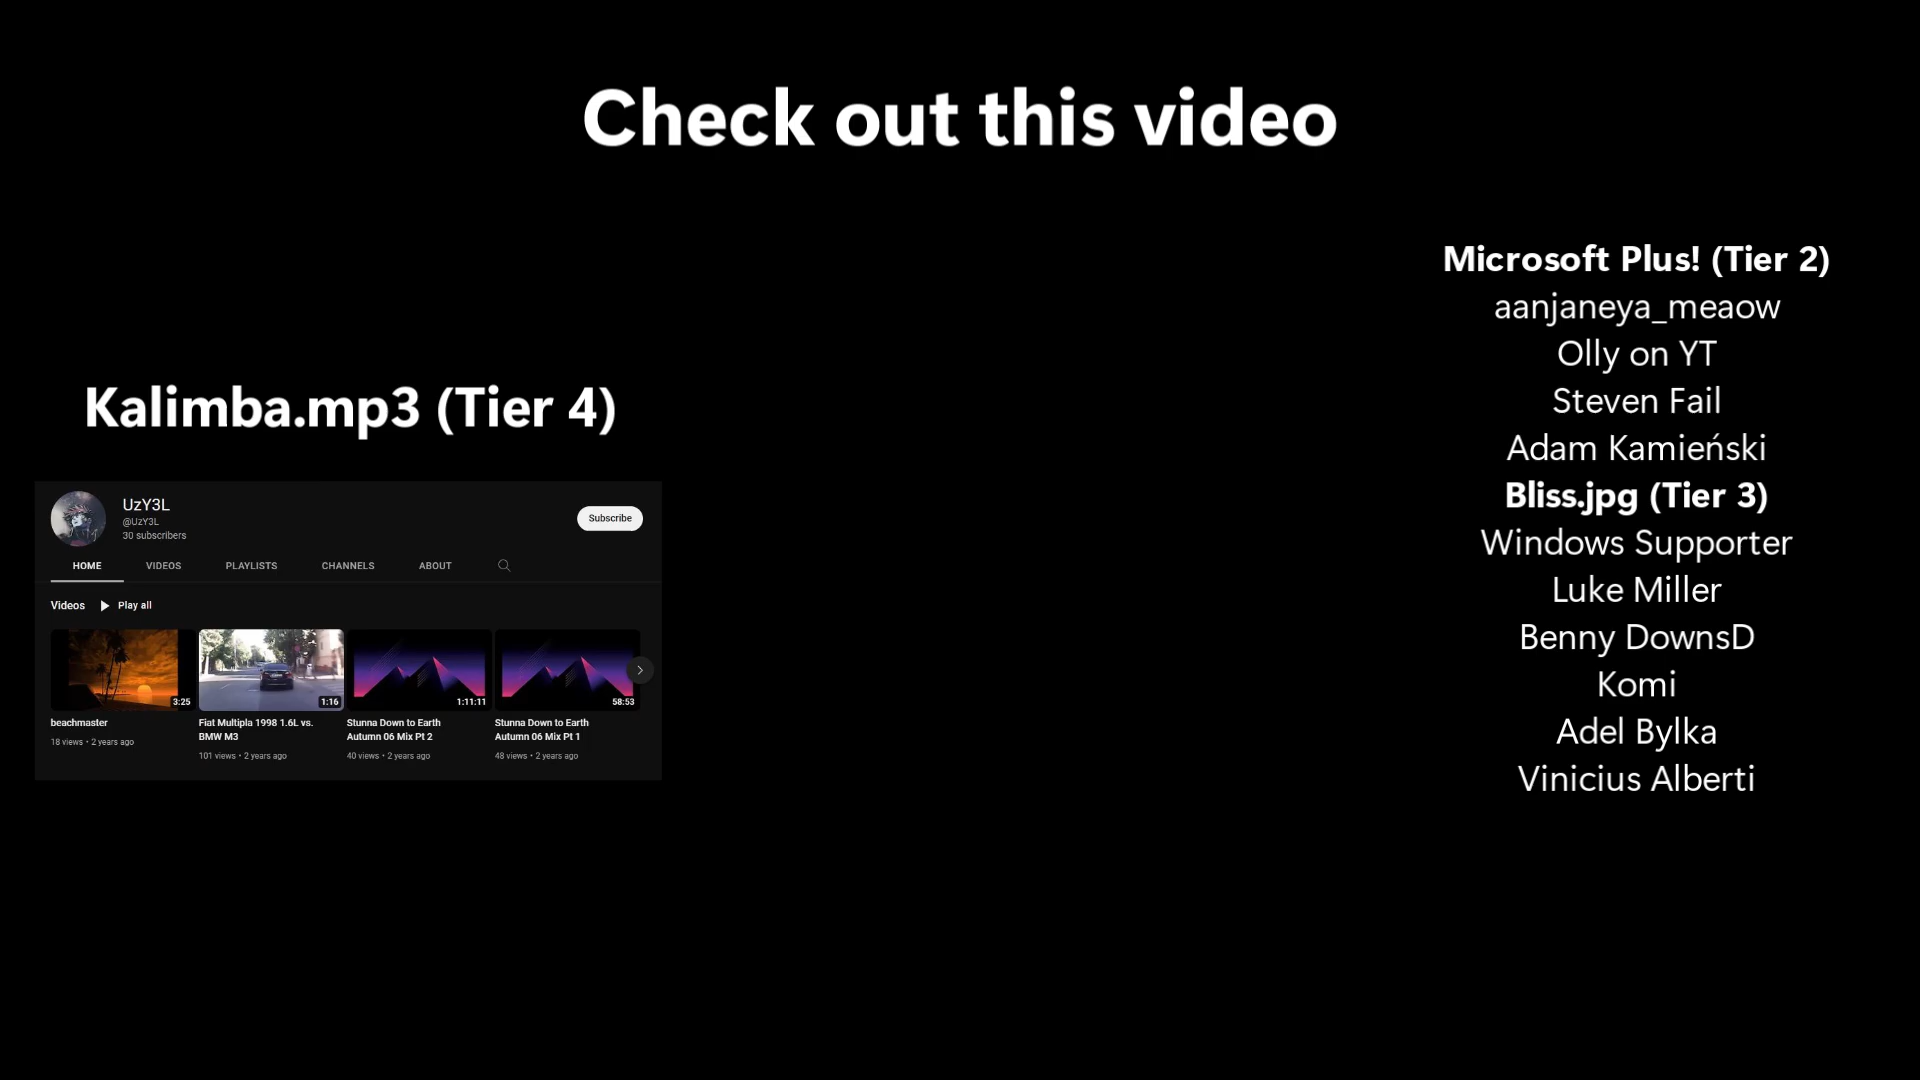 Check out this video
Kalimba.mp3 (Tier 4)
UzY3L
@UzY3L
30 subscribers
Subscribe
HOME VIDEOS PLAYLISTS CHANNELS ABOUT
Videos Play all
3:25
1:16
1:11:11
58:53
beachmaster
18 views • 2 years ago
Fiat Multipla 1998 1.6L vs.
BMW M3
101 views • 2 years ago
Stunna Down to Earth
Autumn 06 Mix Pt 2
40 views • 2 years ago
Stunna Down to Earth
Autumn 06 Mix Pt 1
48 views • 2 years ago
Microsoft Plus! (Tier 2)
aanjaneya_meaow
Olly on YT
Steven Fail
Adam Kamieński
Bliss.jpg (Tier 3)
Windows Supporter
Luke Miller
Benny DownsD
Komi
Adel Bylka
Vinicius Alberti